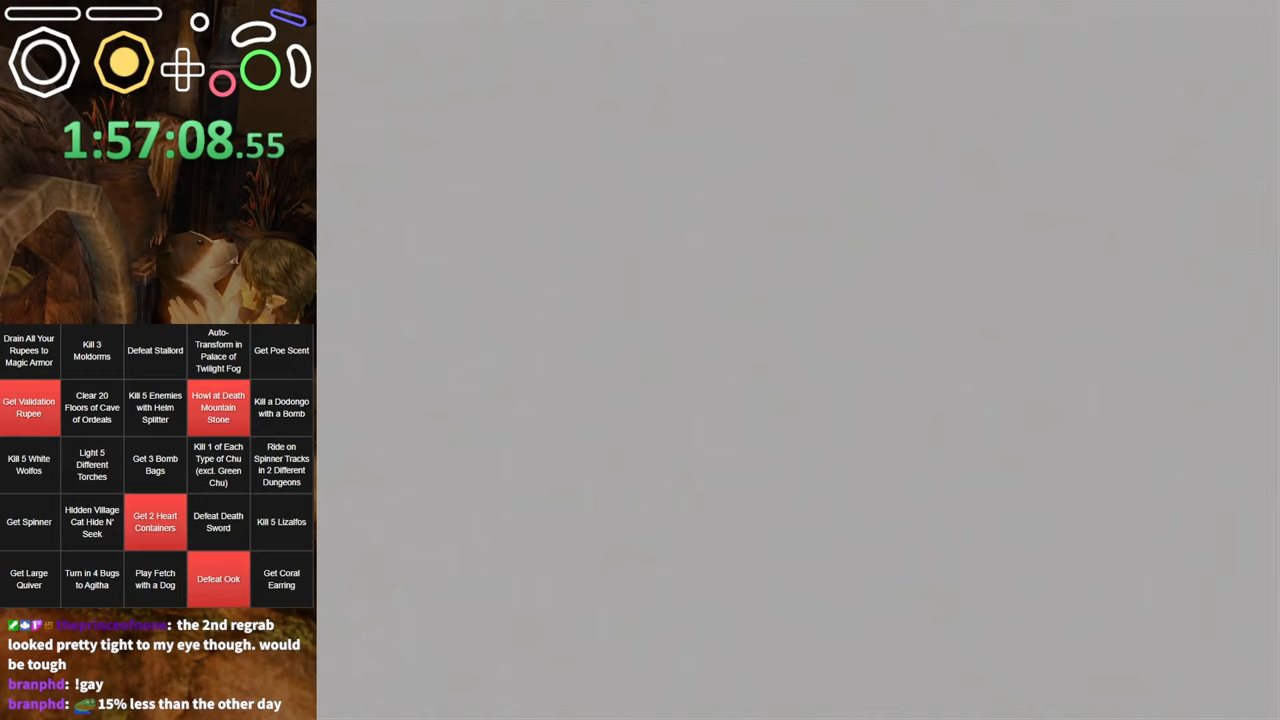 1:57:08.55
Drain All Your
Rupees to
Magic Armor
Kill 3
Moldorms
Defeat Stallord
Auto-
Transform in
Palace of
Twilight Fog
Get Poe Scent
Get Validation
Rupee
Clear 20
Floors of Cave
of Ordeals
Kill 5 Enemies
with Helm
Splitter
Howl at Death
Mountain
Stone
Kill a Dodongo
with a Bomb
Kill 5 White
Wolfos
Light 5
Different
Torches
Get 3 Bomb
Bags
Kill 1 of Each
Type of Chu
(excl. Green
Chu)
Ride on
Spinner Tracks
in 2 Different
Dungeons
Get Spinner
Hidden Village
Cat Hide N'
Seek
Get 2 Heart
Containers
Defeat Death
Sword
Kill 5 Lizalfos
Get Large
Quiver
Turn in 4 Bugs
to Agitha
Play Fetch
with a Dog
Defeat Ook
Get Coral
Earring
theprinceofnone: the 2nd regrab
looked pretty tight to my eye though. would
be tough
branphd: !gay
branphd: 15% less than the other day